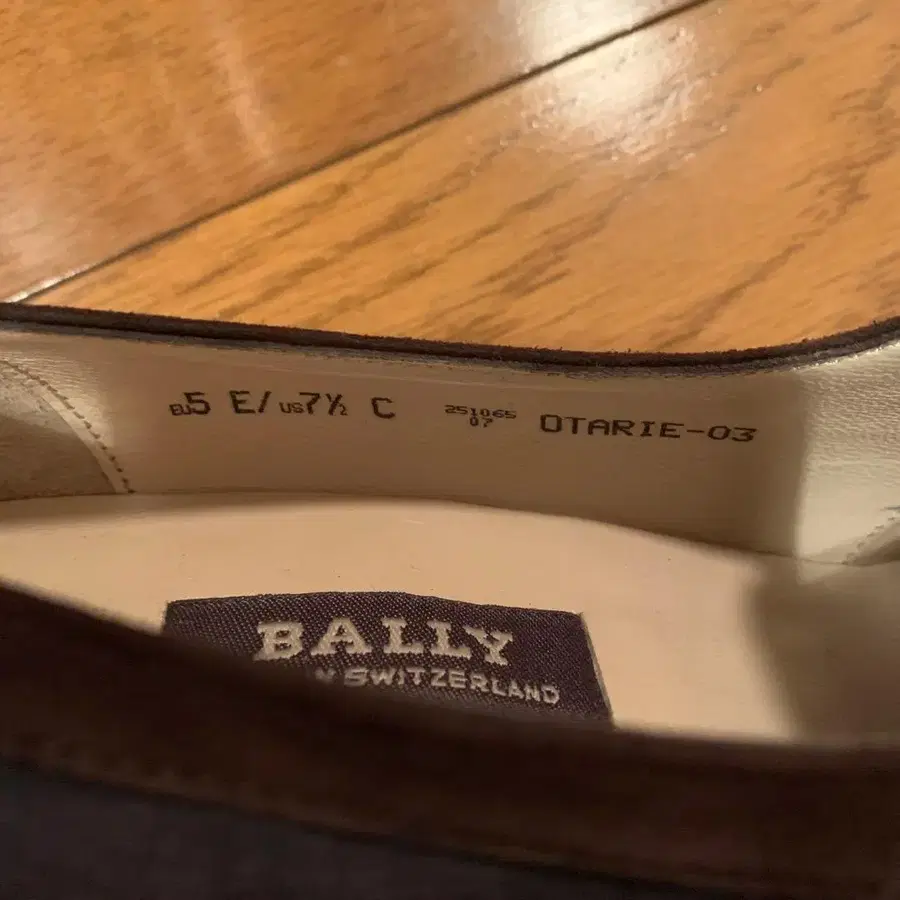 EU5 E/US7½ C 251065 OTARIE-03
07
BALLY
SWITZERLAND